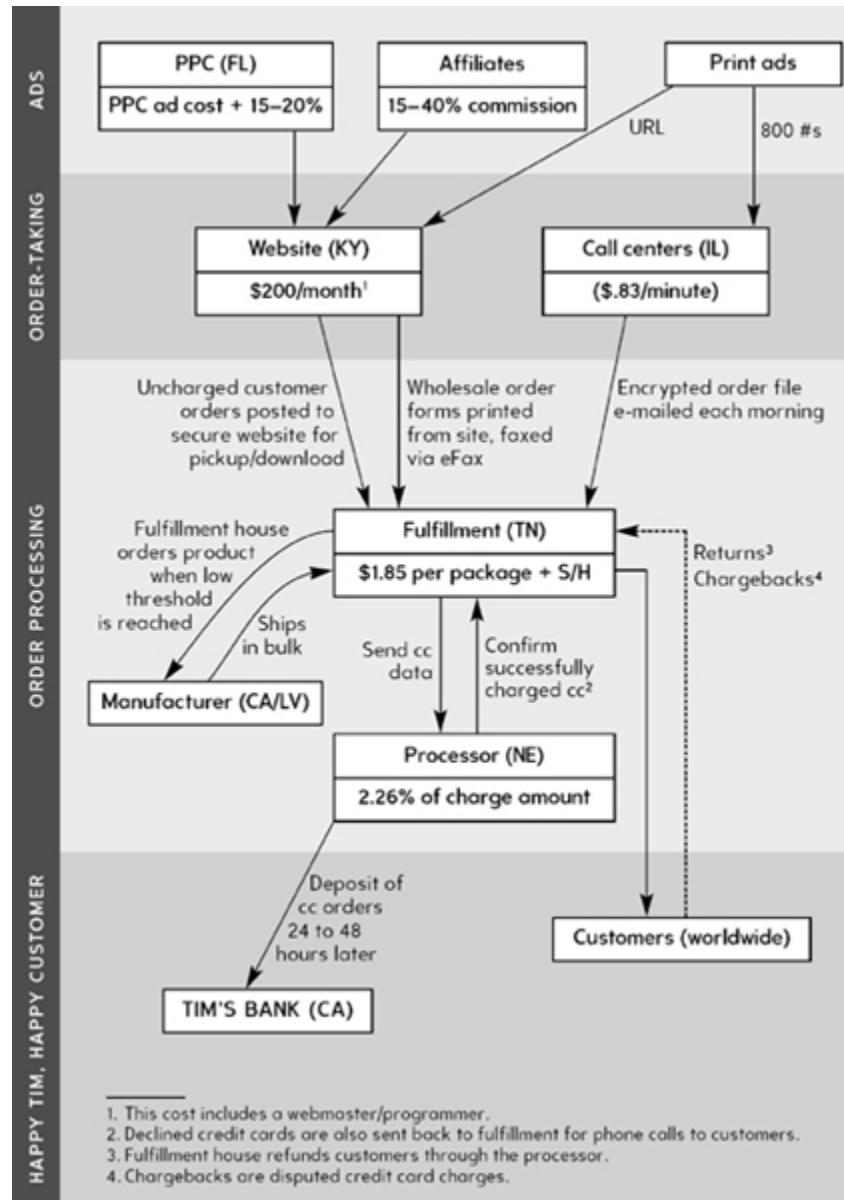 ADS
PPC (FL)
PPC ad cost + 15–20%
Affiliates
15–40% commission
Print ads
URL
800 #s
ORDER-TAKING
Website (KY)
$200/month¹
Call centers (IL)
($.83/minute)
ORDER PROCESSING
Uncharged customer
orders posted to
secure website for
pickup/download
Wholesale order
forms printed
from site, faxed
via eFax
Encrypted order file
e-mailed each morning
Fulfillment (TN)
$1.85 per package + S/H
Fulfillment house
orders product
when low
threshold
is reached
Ships
in bulk
Manufacturer (CA/LV)
Send cc
data
Confirm
successfully
charged cc²
Returns³
Chargebacks⁴
Processor (NE)
2.26% of charge amount
HAPPY TIM, HAPPY CUSTOMER
Deposit of
cc orders
24 to 48
hours later
Customers (worldwide)
TIM'S BANK (CA)
1. This cost includes a webmaster/programmer.
2. Declined credit cards are also sent back to fulfillment for phone calls to customers.
3. Fulfillment house refunds customers through the processor.
4. Chargebacks are disputed credit card charges.